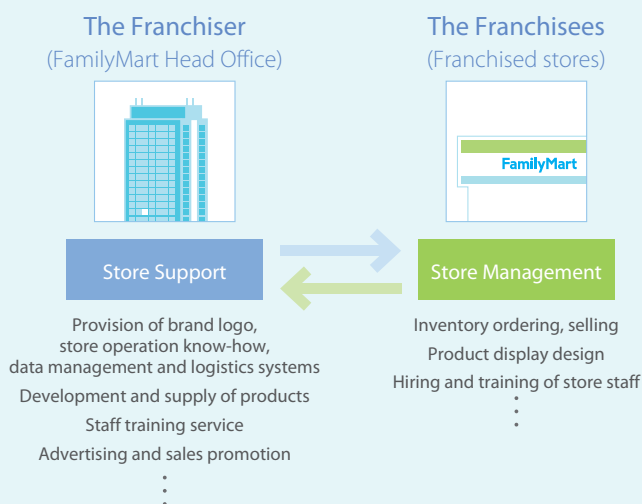 The Franchiser
(FamilyMart Head Office)
Store Support
Provision of brand logo,
store operation know-how,
data management and logistics systems
Development and supply of products
Staff training service
Advertising and sales promotion
The Franchisees
(Franchised stores)
FamilyMart
Store Management
Inventory ordering, selling
Product display design
Hiring and training of store staff